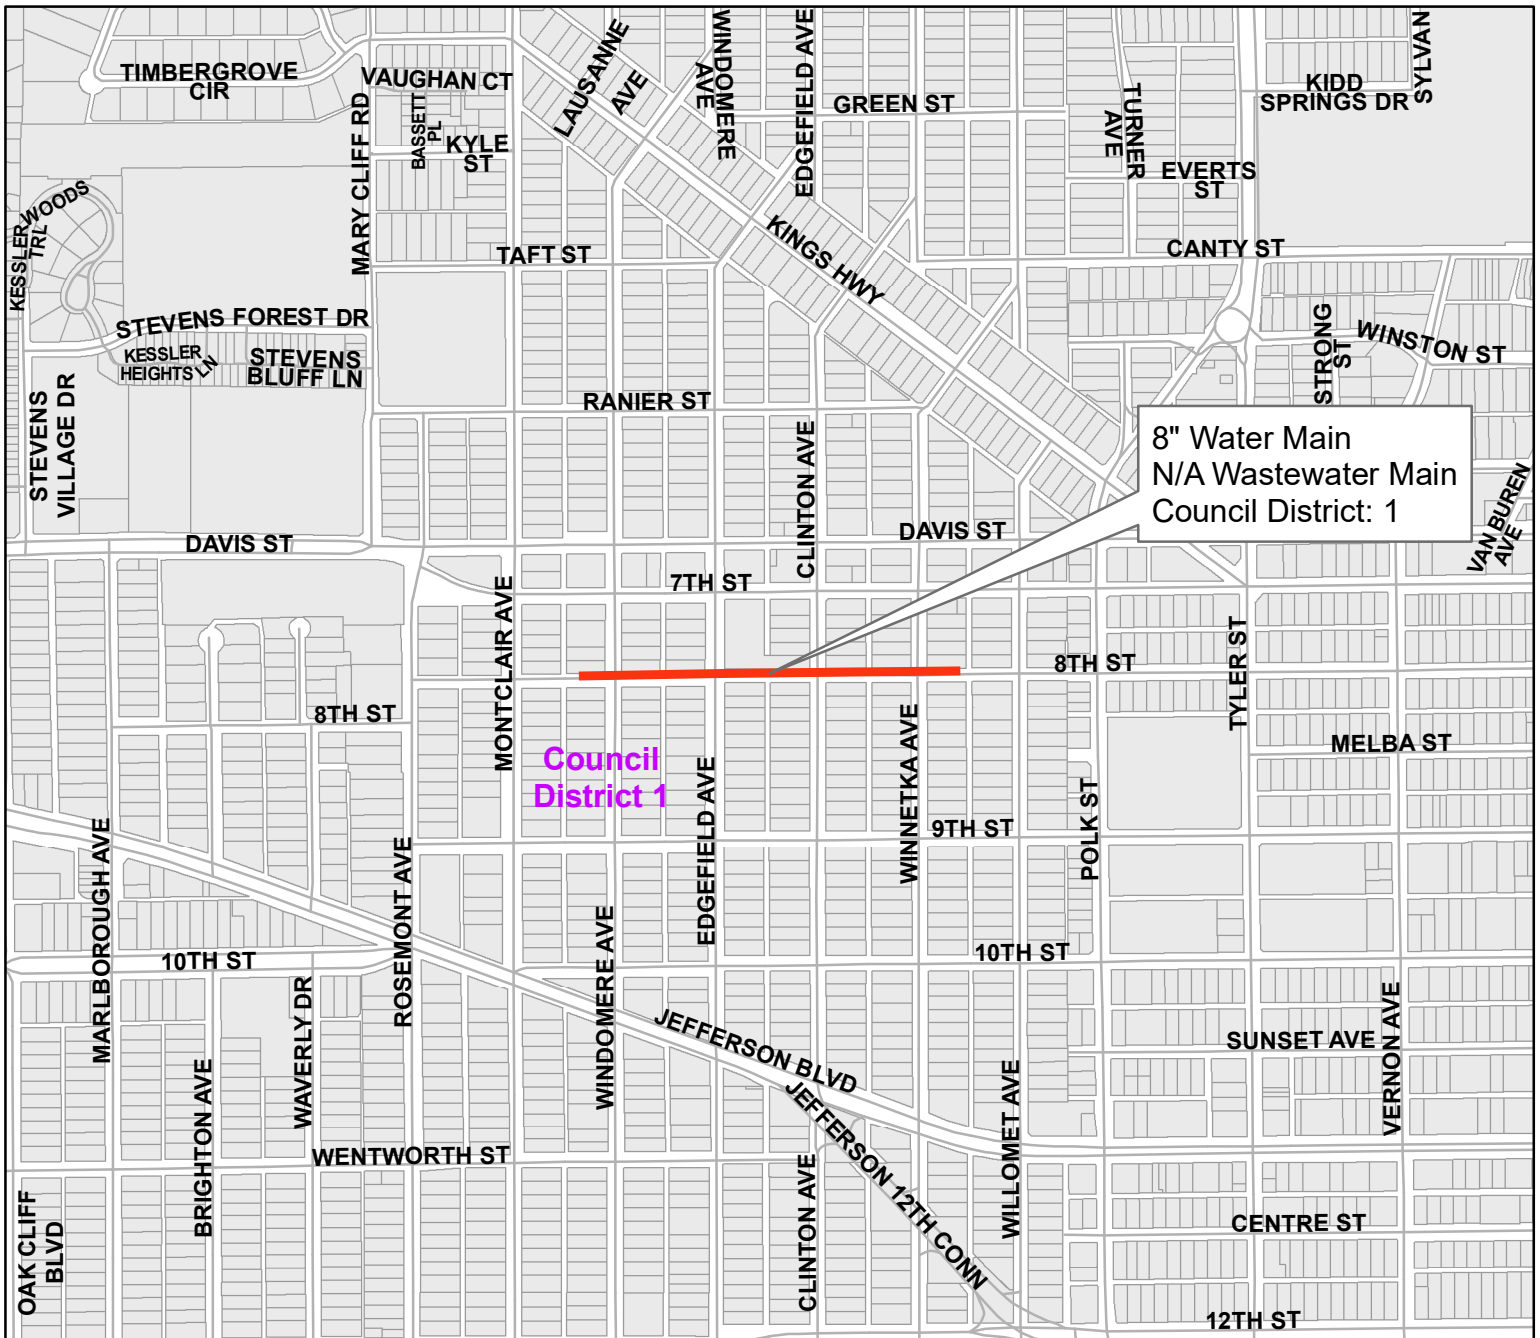 TIMBERGROVE
CIR
VAUGHAN CT
BASSETT
PL
KYLE
ST
MARY CLIFF RD
LAUSANNE
AVE
WINDOMERE
AVE
EDGEFIELD AVE
GREEN ST
TURNER
AVE
KIDD
SPRINGS DR
SYLVAN
EVERTS
ST
CANTY ST
KESSLER
WOODS
TRL
TAFT ST
KINGS HWY
STEVENS FOREST DR
KESSLER
HEIGHTS LN
STEVENS
BLUFF LN
STRONG
ST
WINSTON ST
STEVENS
VILLAGE DR
RANIER ST
CLINTON AVE
8" Water Main
N/A Wastewater Main
Council District: 1
VAN BUREN
AVE
DAVIS ST
DAVIS ST
7TH ST
MONTCLAIR AVE
8TH ST
8TH ST
TYLER ST
Council
District 1
EDGEFIELD AVE
WINNETKA AVE
MELBA ST
9TH ST
POLK ST
MARLBOROUGH AVE
ROSEMONT AVE
10TH ST
10TH ST
WINDOMERE AVE
WAVERLY DR
JEFFERSON BLVD
SUNSET AVE
VERNON AVE
BRIGHTON AVE
JEFFERSON 12TH CONN
WILLOMET AVE
WENTWORTH ST
CLINTON AVE
OAK CLIFF
BLVD
CENTRE ST
12TH ST